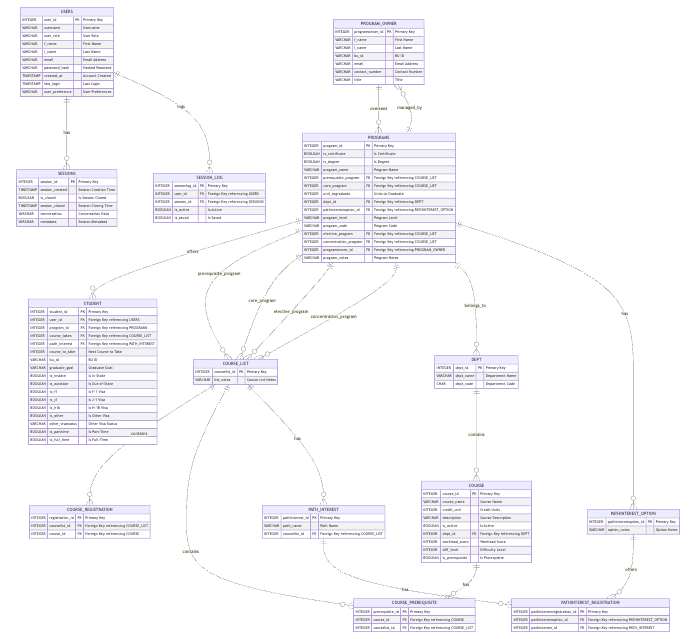 USERS
INTEGER user_id PK Primary Key
VARCHAR username Username
VARCHAR user_role User Role
VARCHAR f_name First Name
VARCHAR l_name Last Name
VARCHAR email Email Address
VARCHAR password_hash Hashed Password
TIMESTAMP created_at Account Created
TIMESTAMP last_login Last Login
VARCHAR user_preference User Preferences
PROGRAM_OWNER
INTEGER programowner_id PK Primary Key
VARCHAR f_name First Name
VARCHAR l_name Last Name
VARCHAR bu_id BU ID
VARCHAR email Email Address
VARCHAR contact_number Contact Number
VARCHAR title Title
has
logs
oversees
managed_by
SESSIONS
INTEGER session_id PK Primary Key
TIMESTAMP session_created Session Creation Time
BOOLEAN is_closed Is Session Closed
TIMESTAMP session_closed Session Closing Time
VARCHAR conversation Conversation Data
VARCHAR metadata Session Metadata
SESSION_LOG
INTEGER sessionlog_id PK Primary Key
INTEGER user_id FK Foreign Key referencing USERS
INTEGER session_id FK Foreign Key referencing SESSIONS
BOOLEAN is_active Is Active
BOOLEAN is_saved Is Saved
PROGRAMS
INTEGER program_id PK Primary Key
BOOLEAN is_certificate Is Certificate
BOOLEAN is_degree Is Degree
VARCHAR program_name Program Name
INTEGER prerequisite_program FK Foreign Key referencing COURSE_LIST
INTEGER core_program FK Foreign Key referencing COURSE_LIST
INTEGER unit_tograduate Units to Graduate
INTEGER dept_id FK Foreign Key referencing DEPT
INTEGER pathinterestoption_id FK Foreign Key referencing PATHINTEREST_OPTION
VARCHAR program_level Program Level
VARCHAR program_code Program Code
INTEGER elective_program FK Foreign Key referencing COURSE_LIST
INTEGER concentration_program FK Foreign Key referencing COURSE_LIST
INTEGER programowner_id FK Foreign Key referencing PROGRAM_OWNER
VARCHAR program_notes Program Notes
offers
prerequisite_program
core_program
elective_program
concentration_program
belongs_to
has
STUDENT
INTEGER student_id PK Primary Key
INTEGER user_id FK Foreign Key referencing USERS
INTEGER program_id FK Foreign Key referencing PROGRAMS
INTEGER course_taken FK Foreign Key referencing COURSE_LIST
INTEGER path_interest FK Foreign Key referencing PATH_INTEREST
INTEGER course_to_take Next Course to Take
VARCHAR bu_id BU ID
VARCHAR graduate_goal Graduate Goal
BOOLEAN is_instate Is In-State
BOOLEAN is_outstate Is Out-of-State
BOOLEAN is_f1 Is F-1 Visa
BOOLEAN is_j1 Is J-1 Visa
BOOLEAN is_h1b Is H-1B Visa
BOOLEAN is_other Is Other Visa
VARCHAR other_visastatus Other Visa Status
BOOLEAN is_parttime Is Part-Time
BOOLEAN is_full_time Is Full-Time
contains
COURSE_LIST
INTEGER courselist_id PK Primary Key
VARCHAR list_notes Course List Notes
DEPT
INTEGER dept_id PK Primary Key
VARCHAR dept_name Department Name
CHAR dept_code Department Code
has
contains
COURSE_REGISTRATION
INTEGER registration_id PK Primary Key
INTEGER courselist_id FK Foreign Key referencing COURSE_LIST
INTEGER course_id FK Foreign Key referencing COURSE
PATH_INTEREST
INTEGER pathinterest_id PK Primary Key
VARCHAR path_name Path Name
INTEGER courselist_id FK Foreign Key referencing COURSE_LIST
COURSE
INTEGER course_id PK Primary Key
VARCHAR course_name Course Name
INTEGER credit_unit Credit Units
VARCHAR description Course Description
BOOLEAN is_active Is Active
INTEGER dept_id FK Foreign Key referencing DEPT
INTEGER workload_score Workload Score
INTEGER diff_level Difficulty Level
BOOLEAN is_prerequisite Is Prerequisite
PATHINTEREST_OPTION
INTEGER pathinterestoption_id PK Primary Key
VARCHAR option_name Option Name
contains
has
has
offers
COURSE_PREREQUISITE
INTEGER prerequisite_id PK Primary Key
INTEGER course_id FK Foreign Key referencing COURSE
INTEGER courselist_id FK Foreign Key referencing COURSE_LIST
PATHINTEREST_REGISTRATION
INTEGER pathinterestregistration_id PK Primary Key
INTEGER pathinterestoption_id FK Foreign Key referencing PATHINTEREST_OPTION
INTEGER pathinterest_id FK Foreign Key referencing PATH_INTEREST